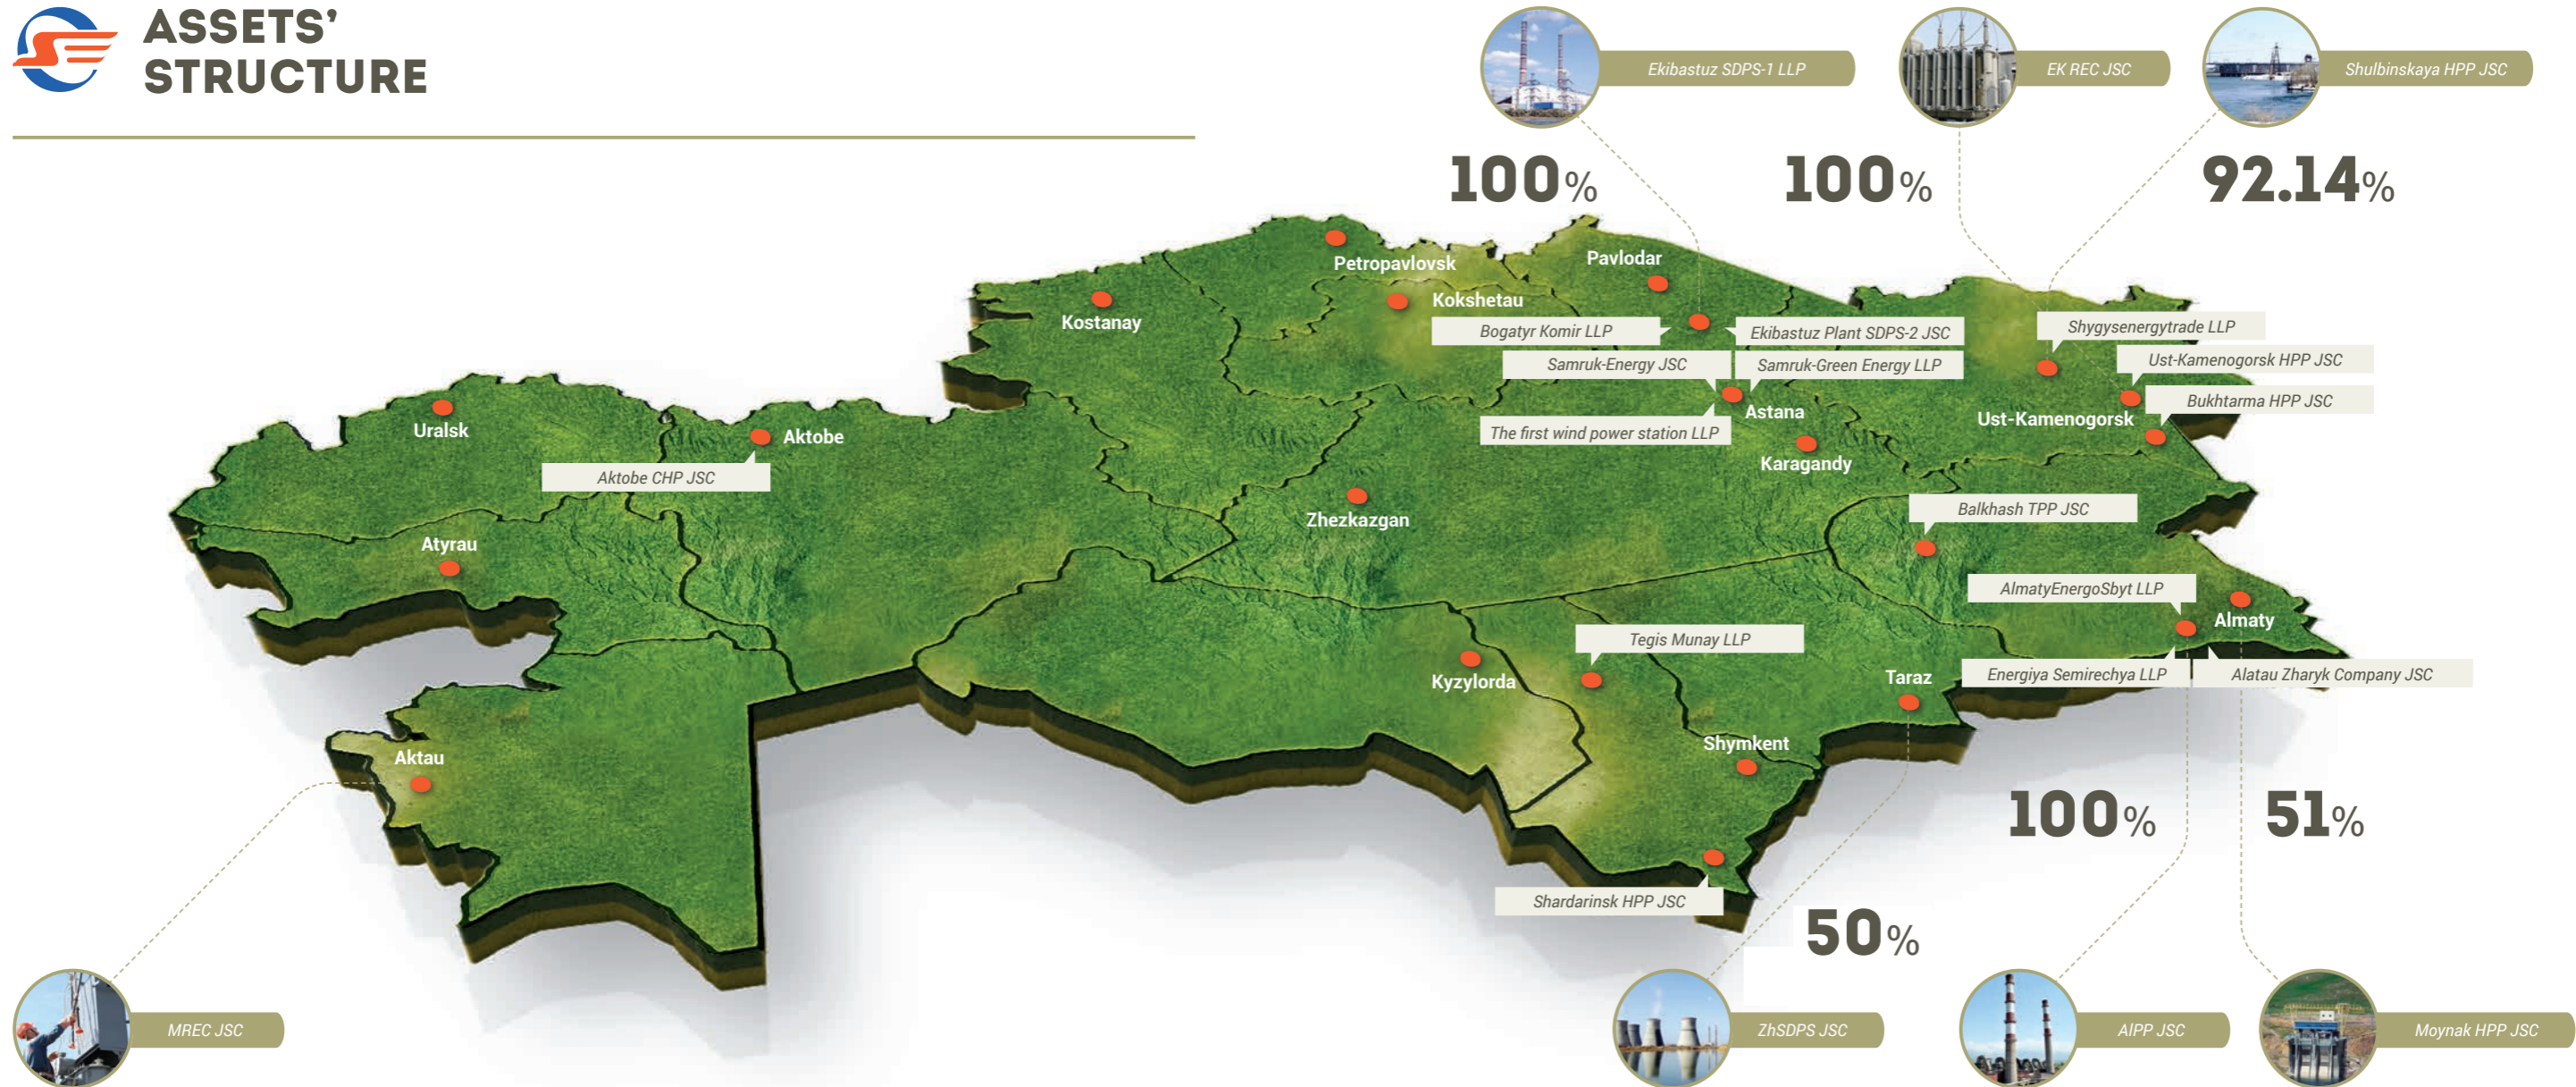 ASSETS'
STRUCTURE
Ekibastuz SDPS-1 LLP
EK REC JSC
Shulbinskaya HPP JSC
100%
100%
92.14%
Petropavlovsk
Pavlodar
Kokshetau
Kostanay
Bogatyr Komir LLP
Ekibastuz Plant SDPS-2 JSC
Shygysenergytrade LLP
Samruk-Energy JSC
Samruk-Green Energy LLP
Ust-Kamenogorsk HPP JSC
Bukhtarma HPP JSC
Astana
Ust-Kamenogorsk
The first wind power station LLP
Uralsk
Aktobe
Karagandy
Aktobe CHP JSC
Zhezkazgan
Balkhash TPP JSC
Atyrau
AlmatyEnergoSbyt LLP
Almaty
Tegis Munay LLP
Kyzylorda
Taraz
Energiya Semirechya LLP
Alatau Zharyk Company JSC
Shymkent
Aktau
100%
51%
Shardarinsk HPP JSC
50%
MREC JSC
ZhSDPS JSC
AlPP JSC
Moynak HPP JSC